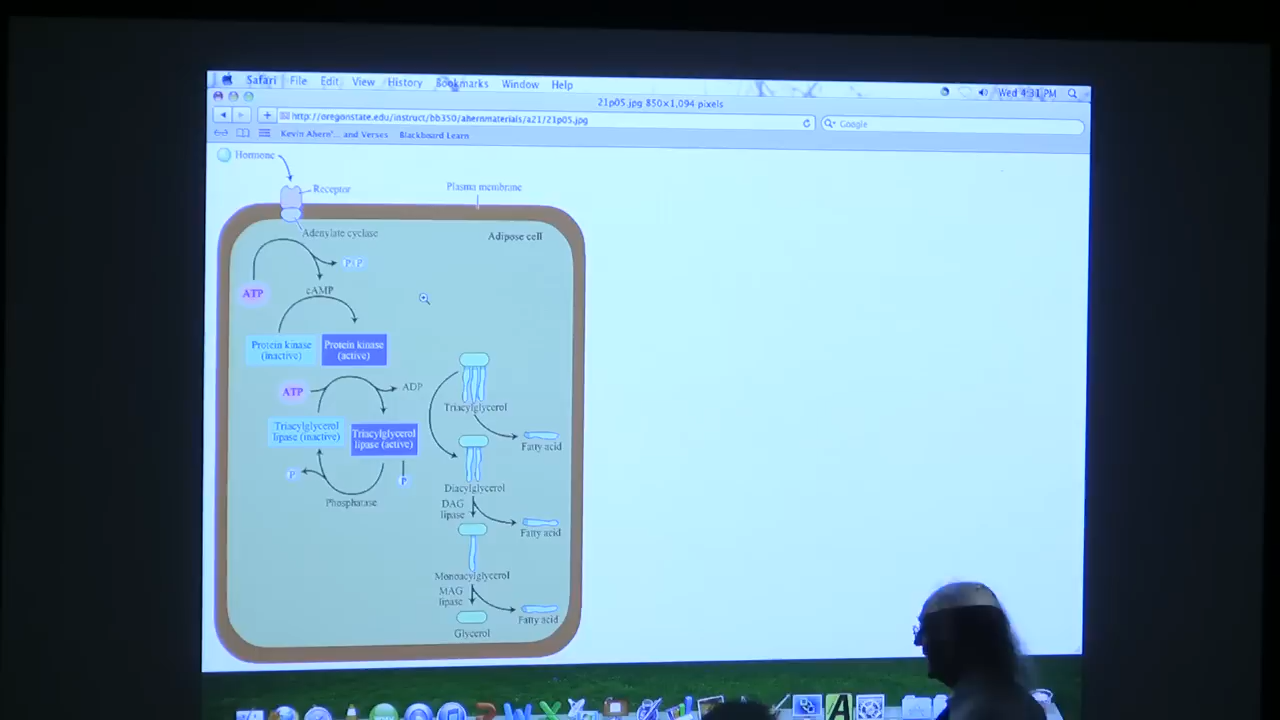 Safari File Edit View History Bookmarks Window Help
Wed 4:31 PM
21p05.jpg 850×1,094 pixels
http://oregonstate.edu/instruct/bb350/ahernmaterials/a21/21p05.jpg
Google
Kevin Ahern'... and Verses Blackboard Learn
Hormone
Receptor
Plasma membrane
Adenylate cyclase
Adipose cell
P P
ATP
cAMP
Protein kinase
(inactive)
Protein kinase
(active)
ATP
ADP
Triacylglycerol
lipase (inactive)
Triacylglycerol
lipase (active)
P
P
Phosphatase
Triacylglycerol
Fatty acid
Diacylglycerol
DAG
lipase
Fatty acid
Monoacylglycerol
MAG
lipase
Fatty acid
Glycerol